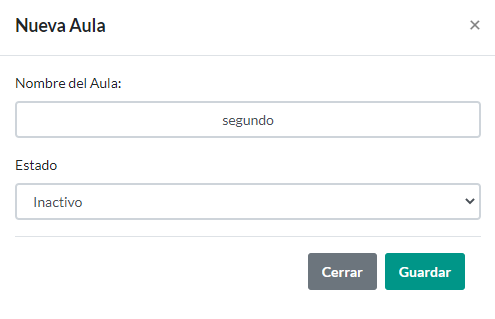 Nueva Aula
×
Nombre del Aula:
segundo
Estado
Inactivo
Cerrar Guardar